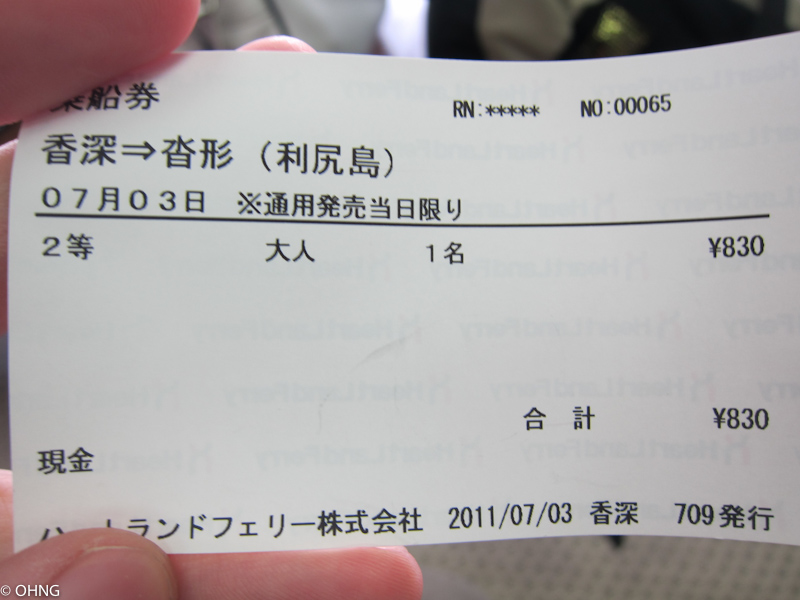 乗船券 RN:***** NO:00065
香深⇒沓形(利尻島)
07月03日 ※通用発売当日限り
2等 大人 1名 ¥830
合 計 ¥830
現金
ハートランドフェリー株式会社 2011/07/03 香深 709発行
© OHNG